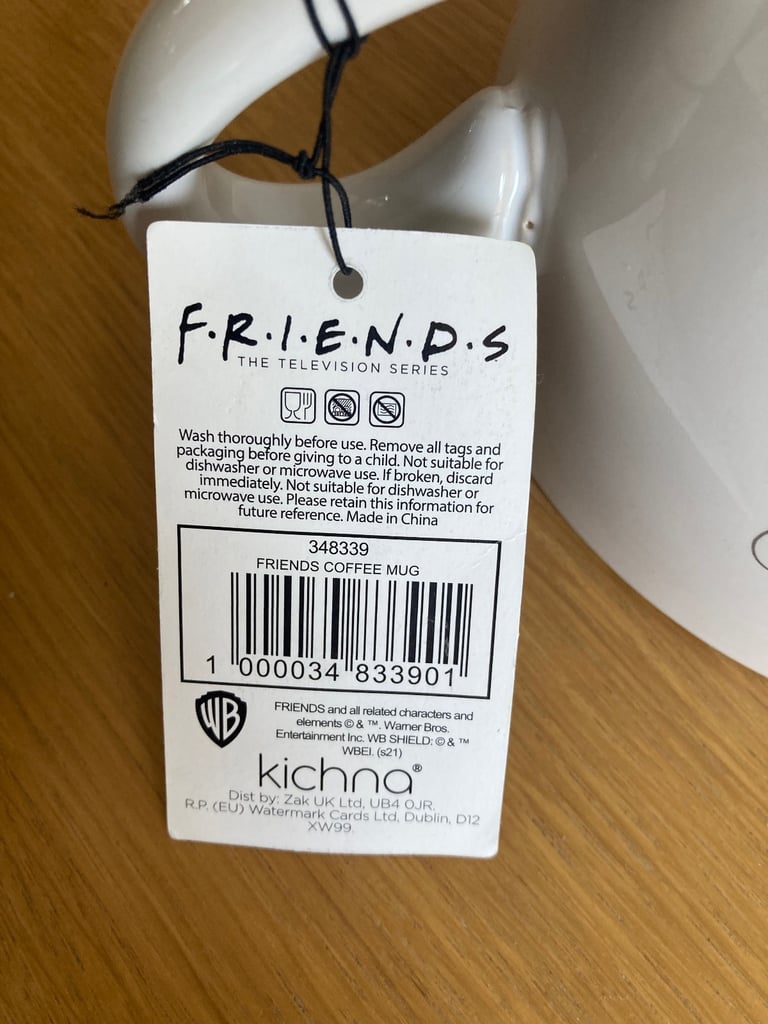 F·R·I·E·N·D·S
THE TELEVISION SERIES
Wash thoroughly before use. Remove all tags and
packaging before giving to a child. Not suitable for
dishwasher or microwave use. If broken, discard
immediately. Not suitable for dishwasher or
microwave use. Please retain this information for
future reference. Made in China
348339
FRIENDS COFFEE MUG
1 000034 833901
WB
FRIENDS and all related characters and
elements © & ™. Warner Bros.
Entertainment Inc. WB SHIELD: © & ™
WBEI. (s21)
kichna®
Dist by: Zak UK Ltd, UB4 0JR.
R.P. (EU) Watermark Cards Ltd, Dublin, D12
XW99.